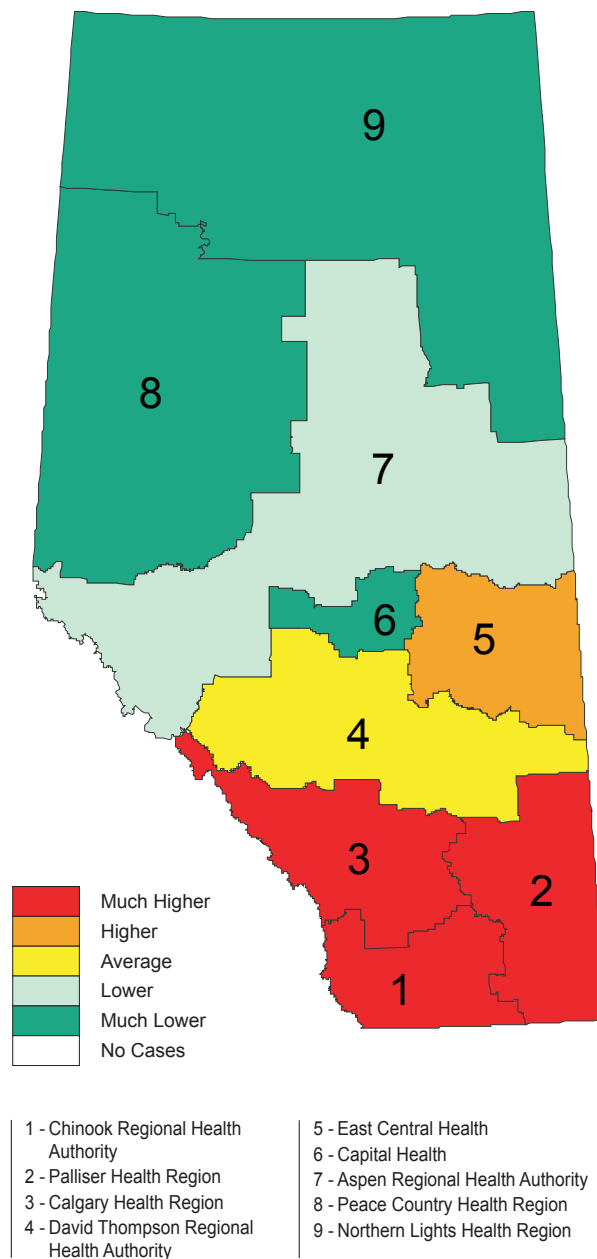 9
8
7
6
5
4
3
2
1
Much Higher
Higher
Average
Lower
Much Lower
No Cases
1 - Chinook Regional Health
Authority
2 - Palliser Health Region
3 - Calgary Health Region
4 - David Thompson Regional
Health Authority
5 - East Central Health
6 - Capital Health
7 - Aspen Regional Health Authority
8 - Peace Country Health Region
9 - Northern Lights Health Region